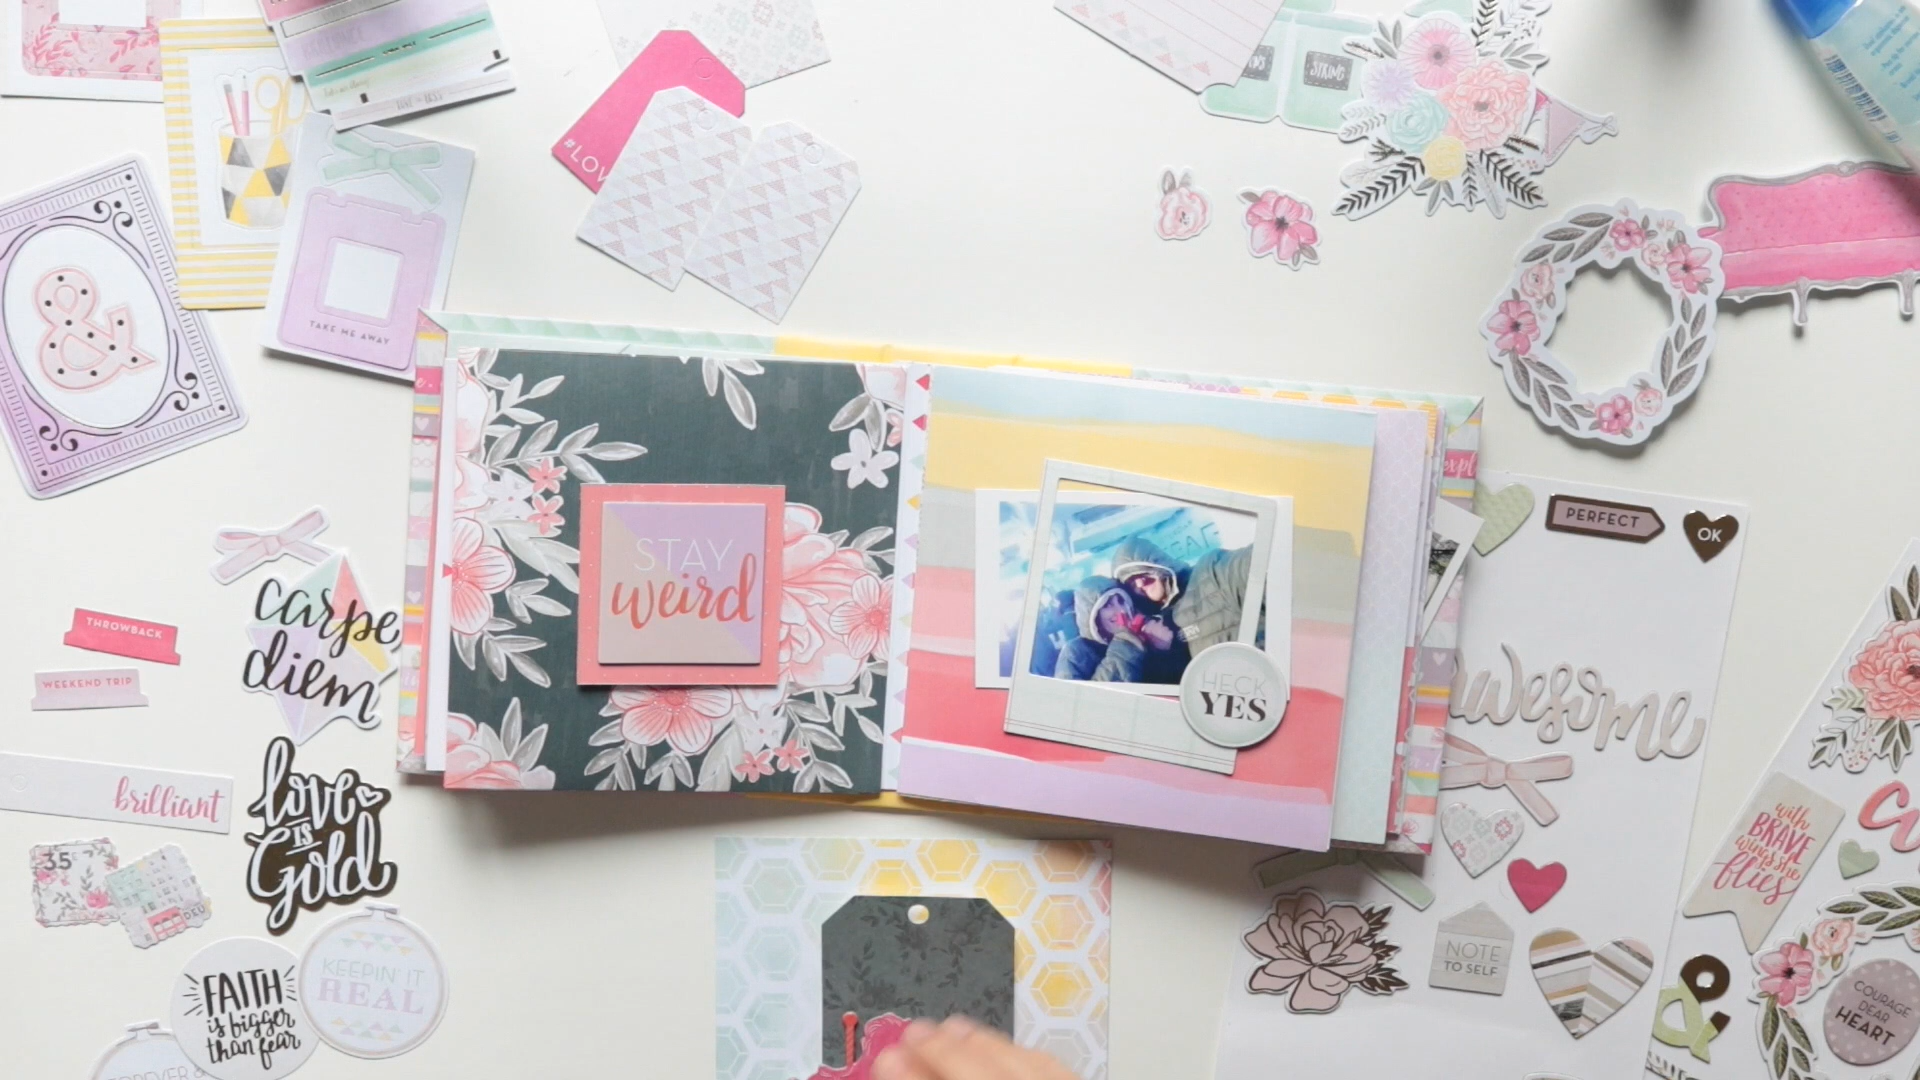 STRING
TAKE ME AWAY
THROWBACK
WEEKEND TRIP
carpe
diem
brilliant
love
is
Gold
35
FAITH
is bigger
than fear
KEEPIN' IT
REAL
STAY
weird
HECK
YES
PERFECT
OK
awesome
NOTE
TO SELF
with
BRAVE
wings she
flies
&
COURAGE
DEAR
HEART
&